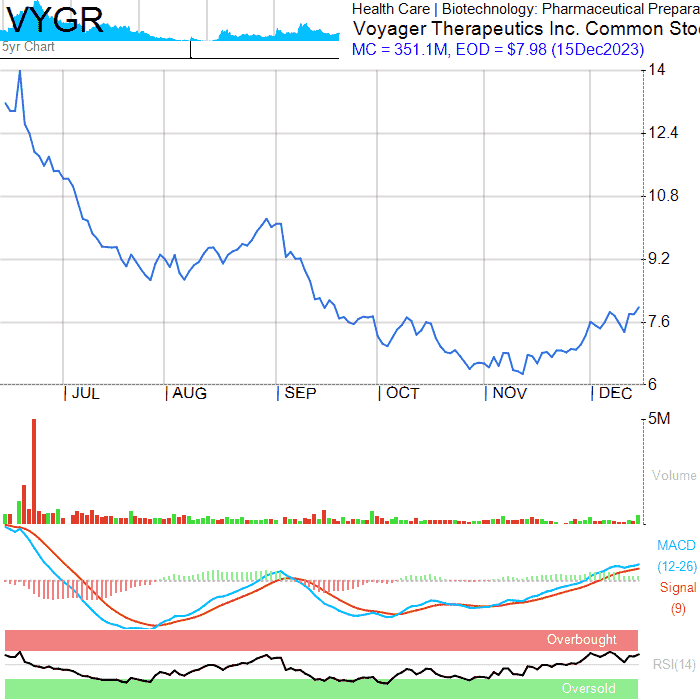 VYGR
5yr Chart
Health Care | Biotechnology: Pharmaceutical Prepara
Voyager Therapeutics Inc. Common Sto
MC = 351.1M, EOD = $7.98 (15Dec2023)
14
12.4
10.8
9.2
7.6
6
JUL AUG SEP OCT NOV DEC
5M
Volume
MACD
(12-26)
Signal
(9)
Overbought
RSI(14)
Oversold